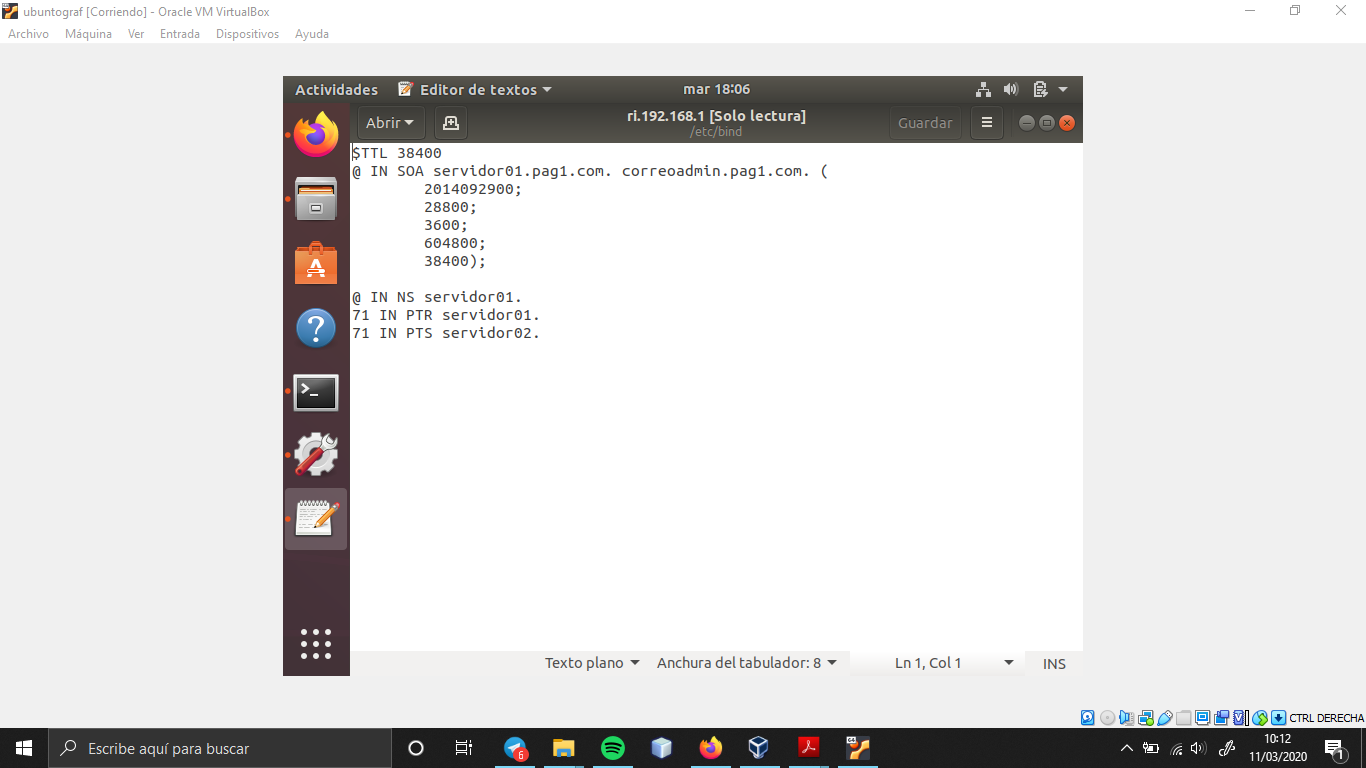 ubuntograf [Corriendo] - Oracle VM VirtualBox
Archivo Máquina Ver Entrada Dispositivos Ayuda
Actividades Editor de textos mar 18:06
Abrir ri.192.168.1 [Solo lectura] Guardar
/etc/bind
$TTL 38400
@ IN SOA servidor01.pag1.com. correoadmin.pag1.com. (
2014092900;
28800;
3600;
604800;
38400);
@ IN NS servidor01.
71 IN PTR servidor01.
71 IN PTS servidor02.
Texto plano Anchura del tabulador: 8 Ln 1, Col 1 INS
CTRL DERECHA
Escribe aquí para buscar
6
64
10:12
11/03/2020
1